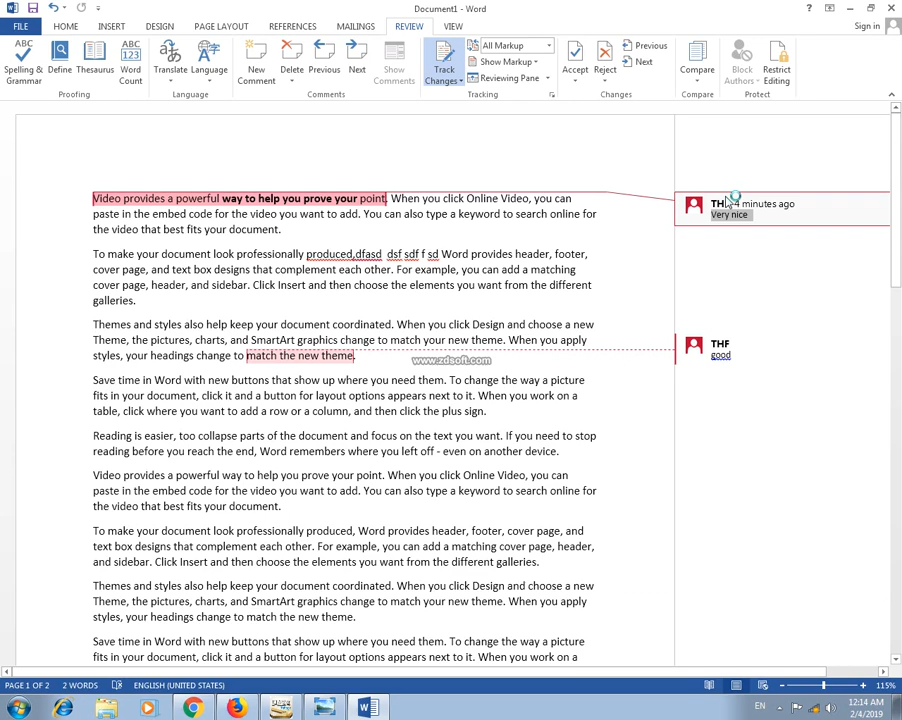 Document1 - Word
Sign in
FILE HOME INSERT DESIGN PAGE LAYOUT REFERENCES MAILINGS REVIEW VIEW
Spelling & Grammar
Define
Thesaurus
Word Count
Translate
Language
New Comment
Delete
Previous
Next
Show Comments
Track Changes
All Markup
Show Markup
Reviewing Pane
Accept
Reject
Previous
Next
Compare
Block Authors
Restrict Editing
Proofing
Language
Comments
Tracking
Changes
Compare
Protect
Video provides a powerful way to help you prove your point. When you click Online Video, you can
paste in the embed code for the video you want to add. You can also type a keyword to search online for
the video that best fits your document.
To make your document look professionally produced,dfasd dsf sdf f sd Word provides header, footer,
cover page, and text box designs that complement each other. For example, you can add a matching
cover page, header, and sidebar. Click Insert and then choose the elements you want from the different
galleries.
Themes and styles also help keep your document coordinated. When you click Design and choose a new
Theme, the pictures, charts, and SmartArt graphics change to match your new theme. When you apply
styles, your headings change to match the new theme.
Save time in Word with new buttons that show up where you need them. To change the way a picture
fits in your document, click it and a button for layout options appears next to it. When you work on a
table, click where you want to add a row or a column, and then click the plus sign.
Reading is easier, too collapse parts of the document and focus on the text you want. If you need to stop
reading before you reach the end, Word remembers where you left off - even on another device.
Video provides a powerful way to help you prove your point. When you click Online Video, you can
paste in the embed code for the video you want to add. You can also type a keyword to search online for
the video that best fits your document.
To make your document look professionally produced, Word provides header, footer, cover page, and
text box designs that complement each other. For example, you can add a matching cover page, header,
and sidebar. Click Insert and then choose the elements you want from the different galleries.
Themes and styles also help keep your document coordinated. When you click Design and choose a new
Theme, the pictures, charts, and SmartArt graphics change to match your new theme. When you apply
styles, your headings change to match the new theme.
Save time in Word with new buttons that show up where you need them. To change the way a picture
fits in your document, click it and a button for layout options appears next to it. When you work on a
4 minutes ago
Very nice
THF
good
www.zdsoft.com
PAGE 1 OF 2 2 WORDS ENGLISH (UNITED STATES) 115%
EN 12:14 AM
2/4/2019